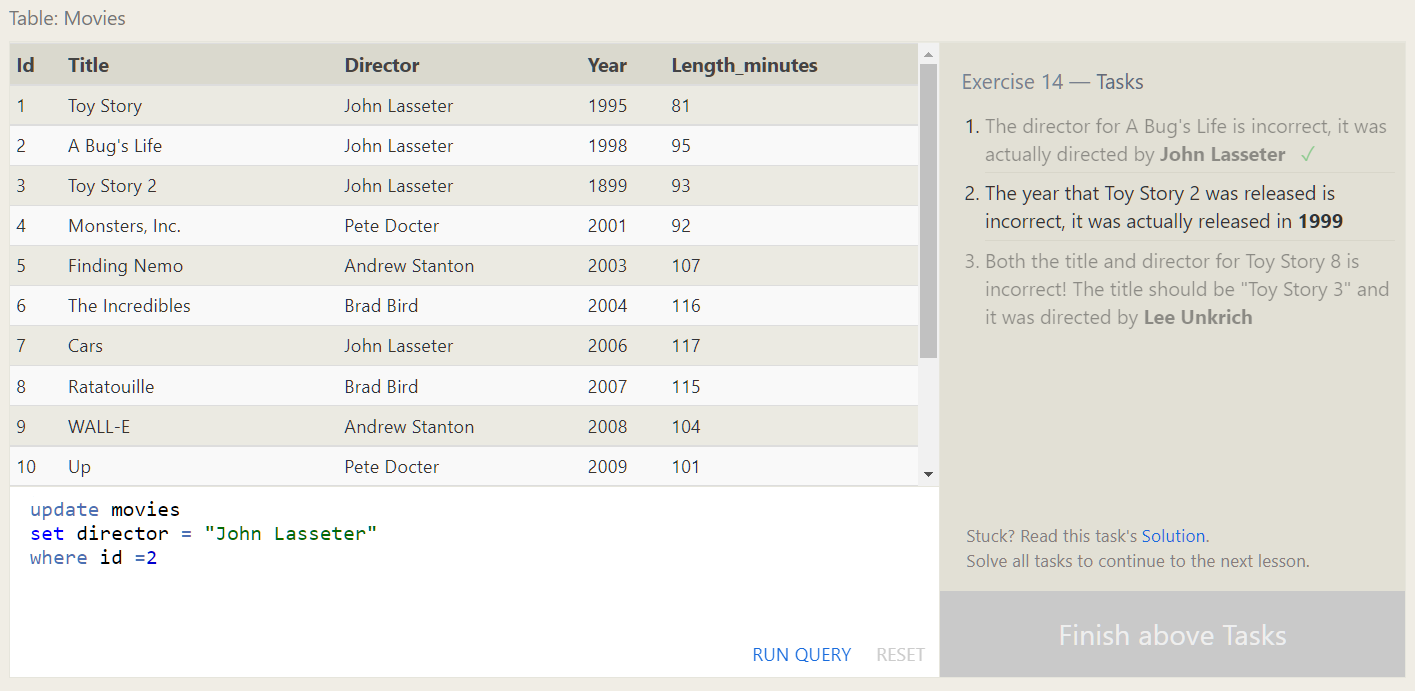 Table: Movies
Id Title Director Year Length_minutes
1 Toy Story John Lasseter 1995 81
2 A Bug's Life John Lasseter 1998 95
3 Toy Story 2 John Lasseter 1899 93
4 Monsters, Inc. Pete Docter 2001 92
5 Finding Nemo Andrew Stanton 2003 107
6 The Incredibles Brad Bird 2004 116
7 Cars John Lasseter 2006 117
8 Ratatouille Brad Bird 2007 115
9 WALL-E Andrew Stanton 2008 104
10 Up Pete Docter 2009 101
update movies
set director = "John Lasseter"
where id =2
RUN QUERY RESET
Exercise 14 — Tasks
1. The director for A Bug's Life is incorrect, it was
actually directed by John Lasseter ✓
2. The year that Toy Story 2 was released is
incorrect, it was actually released in 1999
3. Both the title and director for Toy Story 8 is
incorrect! The title should be "Toy Story 3" and
it was directed by Lee Unkrich
Stuck? Read this task's Solution.
Solve all tasks to continue to the next lesson.
Finish above Tasks